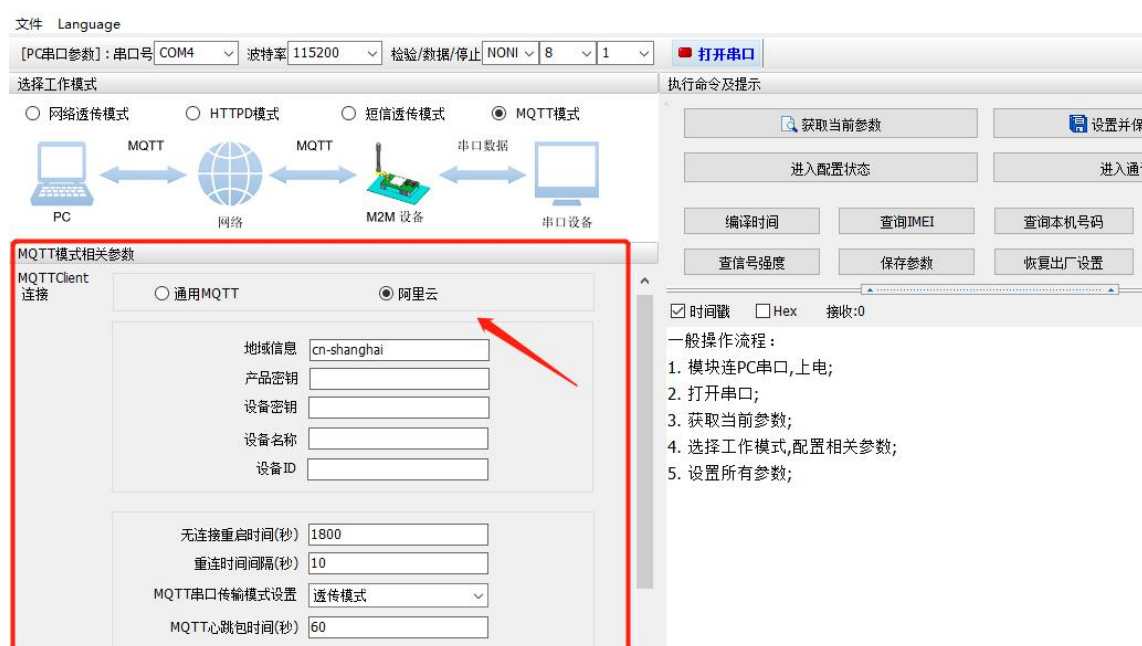 文件 Language
[PC串口参数]:串口号 COM4 波特率 115200 检验/数据/停止 NONI 8 1 打开串口
选择工作模式
网络透传模式 HTTPD模式 短信透传模式 MQTT模式
MQTT MQTT 串口数据
PC 网络 M2M 设备 串口设备
MQTT模式相关参数
MQTTClient
连接
通用MQTT 阿里云
地域信息 cn-shanghai
产品密钥
设备密钥
设备名称
设备ID
无连接重启时间(秒) 1800
重连时间间隔(秒) 10
MQTT串口传输模式设置 透传模式
MQTT心跳包时间(秒) 60
执行命令及提示
获取当前参数 设置并保
进入配置状态 进入通
编译时间 查询IMEI 查询本机号码
查信号强度 保存参数 恢复出厂设置
时间戳 Hex 接收:0
一般操作流程:
1. 模块连PC串口,上电;
2. 打开串口;
3. 获取当前参数;
4. 选择工作模式,配置相关参数;
5. 设置所有参数;